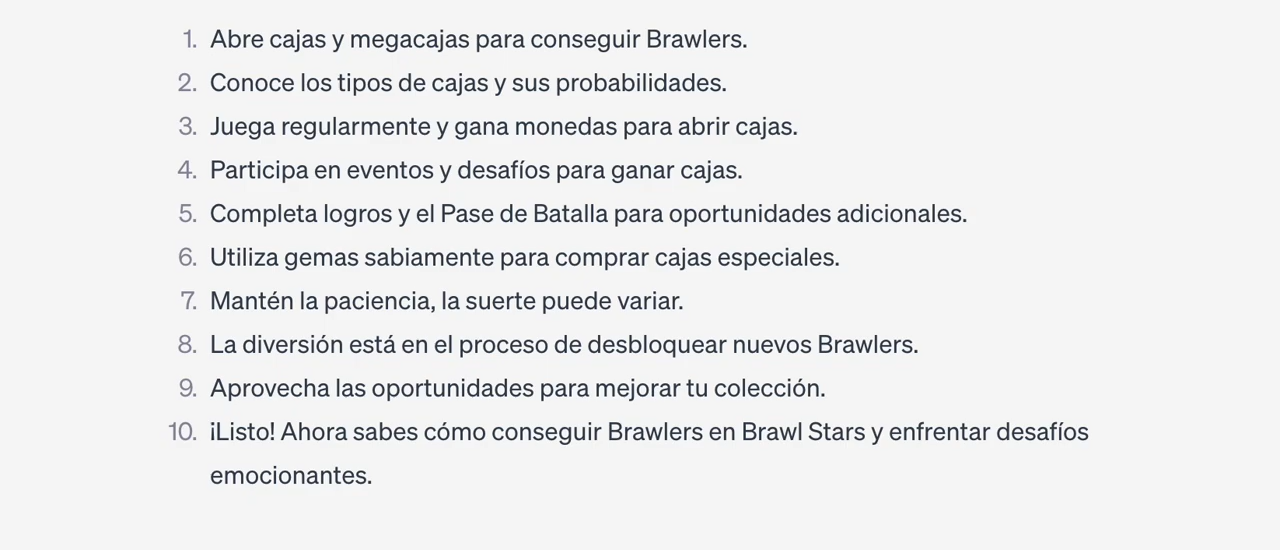 1. Abre cajas y megacajas para conseguir Brawlers.
2. Conoce los tipos de cajas y sus probabilidades.
3. Juega regularmente y gana monedas para abrir cajas.
4. Participa en eventos y desafíos para ganar cajas.
5. Completa logros y el Pase de Batalla para oportunidades adicionales.
6. Utiliza gemas sabiamente para comprar cajas especiales.
7. Mantén la paciencia, la suerte puede variar.
8. La diversión está en el proceso de desbloquear nuevos Brawlers.
9. Aprovecha las oportunidades para mejorar tu colección.
10. ¡Listo! Ahora sabes cómo conseguir Brawlers en Brawl Stars y enfrentar desafíos
emocionantes.